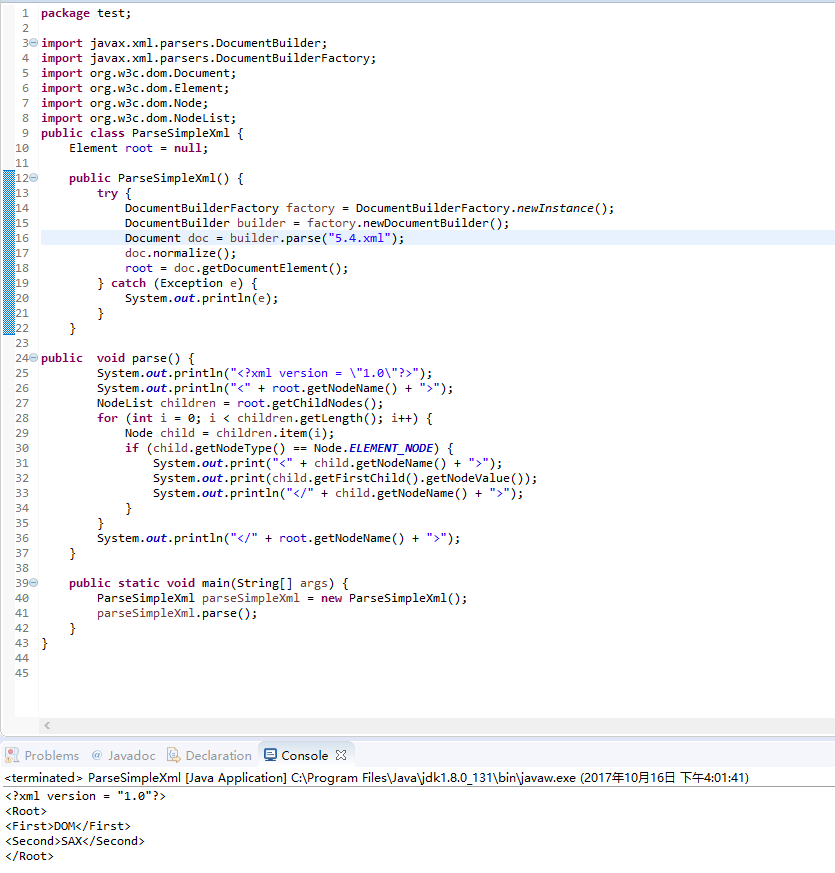 1 package test;
2
3 import javax.xml.parsers.DocumentBuilder;
4 import javax.xml.parsers.DocumentBuilderFactory;
5 import org.w3c.dom.Document;
6 import org.w3c.dom.Element;
7 import org.w3c.dom.Node;
8 import org.w3c.dom.NodeList;
9 public class ParseSimpleXml {
10     Element root = null;
11
12     public ParseSimpleXml() {
13         try {
14             DocumentBuilderFactory factory = DocumentBuilderFactory.newInstance();
15             DocumentBuilder builder = factory.newDocumentBuilder();
16             Document doc = builder.parse("5.4.xml");
17             doc.normalize();
18             root = doc.getDocumentElement();
19         } catch (Exception e) {
20             System.out.println(e);
21         }
22     }
23
24 public  void parse() {
25         System.out.println("<?xml version = \"1.0\"?>");
26         System.out.println("<" + root.getNodeName() + ">");
27         NodeList children = root.getChildNodes();
28         for (int i = 0; i < children.getLength(); i++) {
29             Node child = children.item(i);
30             if (child.getNodeType() == Node.ELEMENT_NODE) {
31                 System.out.print("<" + child.getNodeName() + ">");
32                 System.out.print(child.getFirstChild().getNodeValue());
33                 System.out.println("</" + child.getNodeName() + ">");
34             }
35         }
36         System.out.println("</" + root.getNodeName() + ">");
37     }
38
39     public static void main(String[] args) {
40         ParseSimpleXml parseSimpleXml = new ParseSimpleXml();
41         parseSimpleXml.parse();
42     }
43 }
44
45
Problems @ Javadoc Declaration Console
<terminated> ParseSimpleXml [Java Application] C:\Program Files\Java\jdk1.8.0_131\bin\javaw.exe (2017年10月16日 下午4:01:41)
<?xml version = "1.0"?>
<Root>
<First>DOM</First>
<Second>SAX</Second>
</Root>